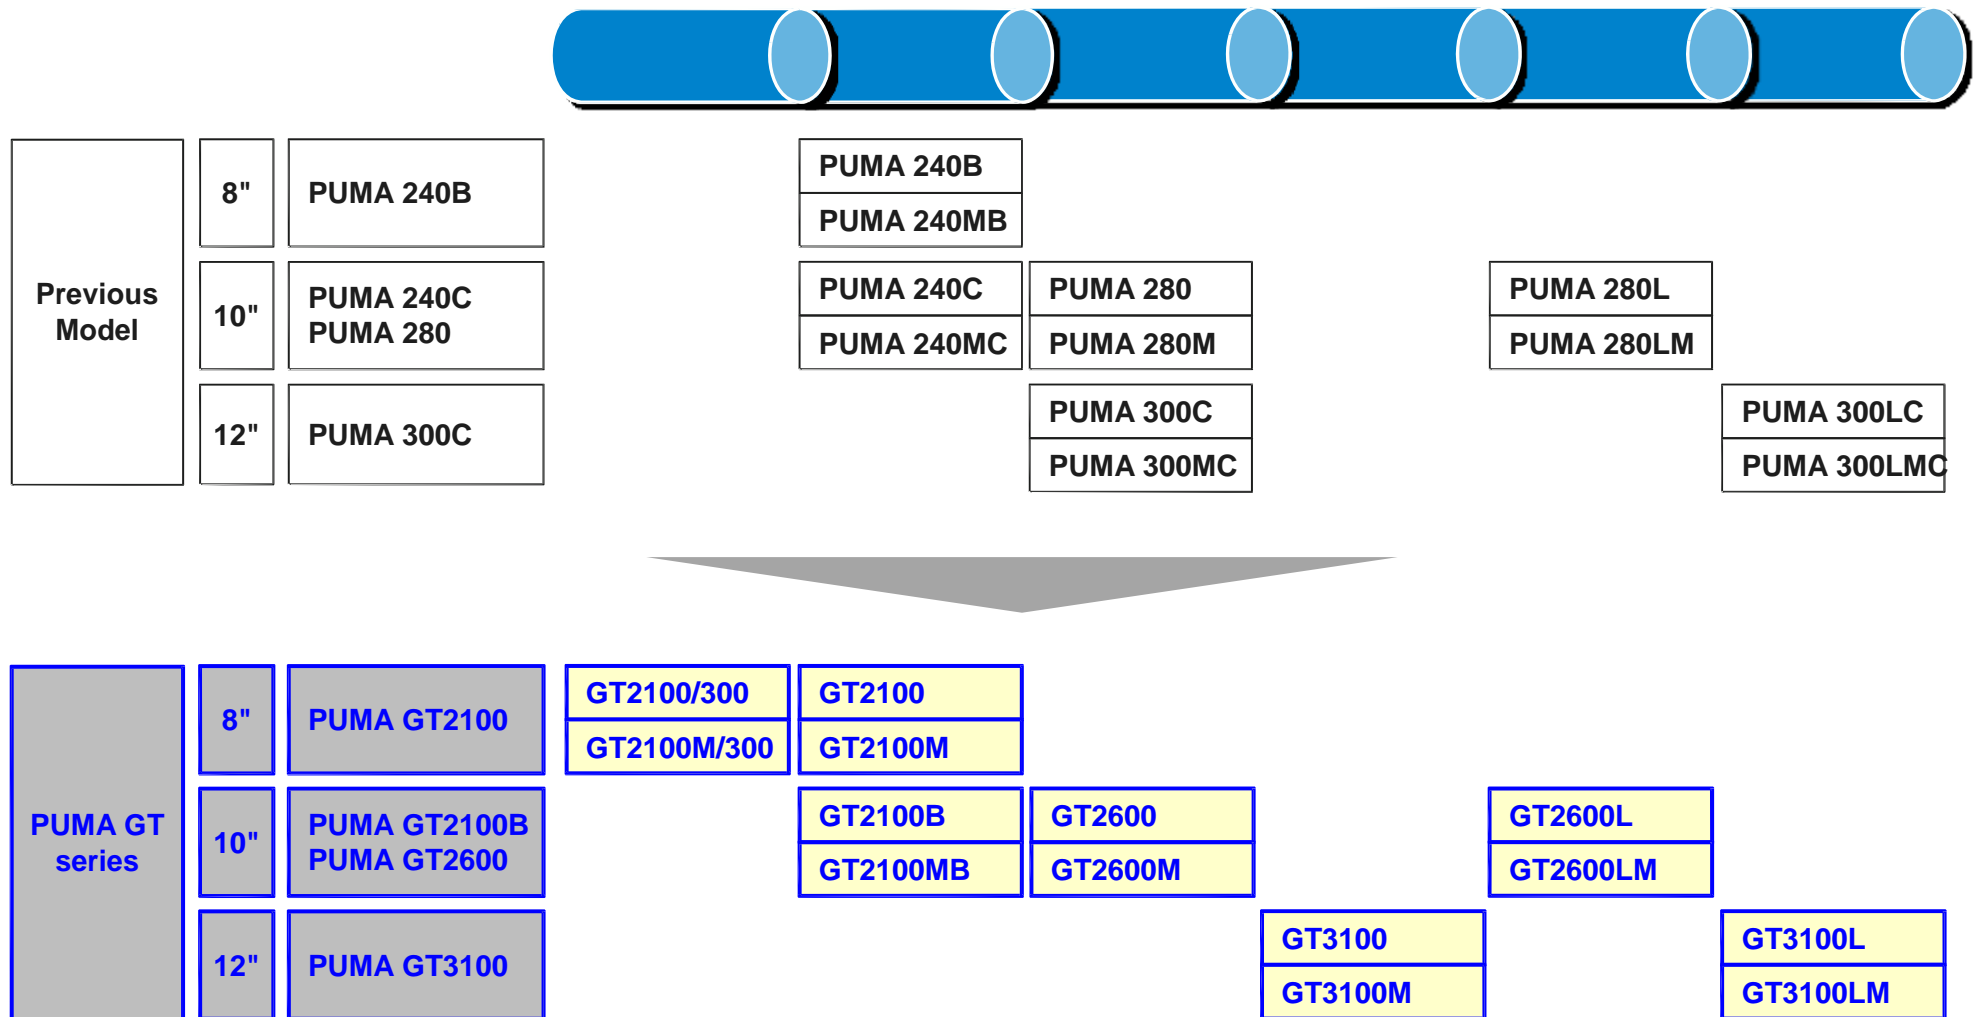 Previous
Model
8"
PUMA 240B
PUMA 240B
PUMA 240MB
10"
PUMA 240C
PUMA 280
PUMA 240C
PUMA 240MC
PUMA 280
PUMA 280M
PUMA 280L
PUMA 280LM
12"
PUMA 300C
PUMA 300C
PUMA 300MC
PUMA 300LC
PUMA 300LMC
PUMA GT
series
8"
PUMA GT2100
GT2100/300
GT2100M/300
GT2100
GT2100M
10"
PUMA GT2100B
PUMA GT2600
GT2100B
GT2100MB
GT2600
GT2600M
GT2600L
GT2600LM
12"
PUMA GT3100
GT3100
GT3100M
GT3100L
GT3100LM